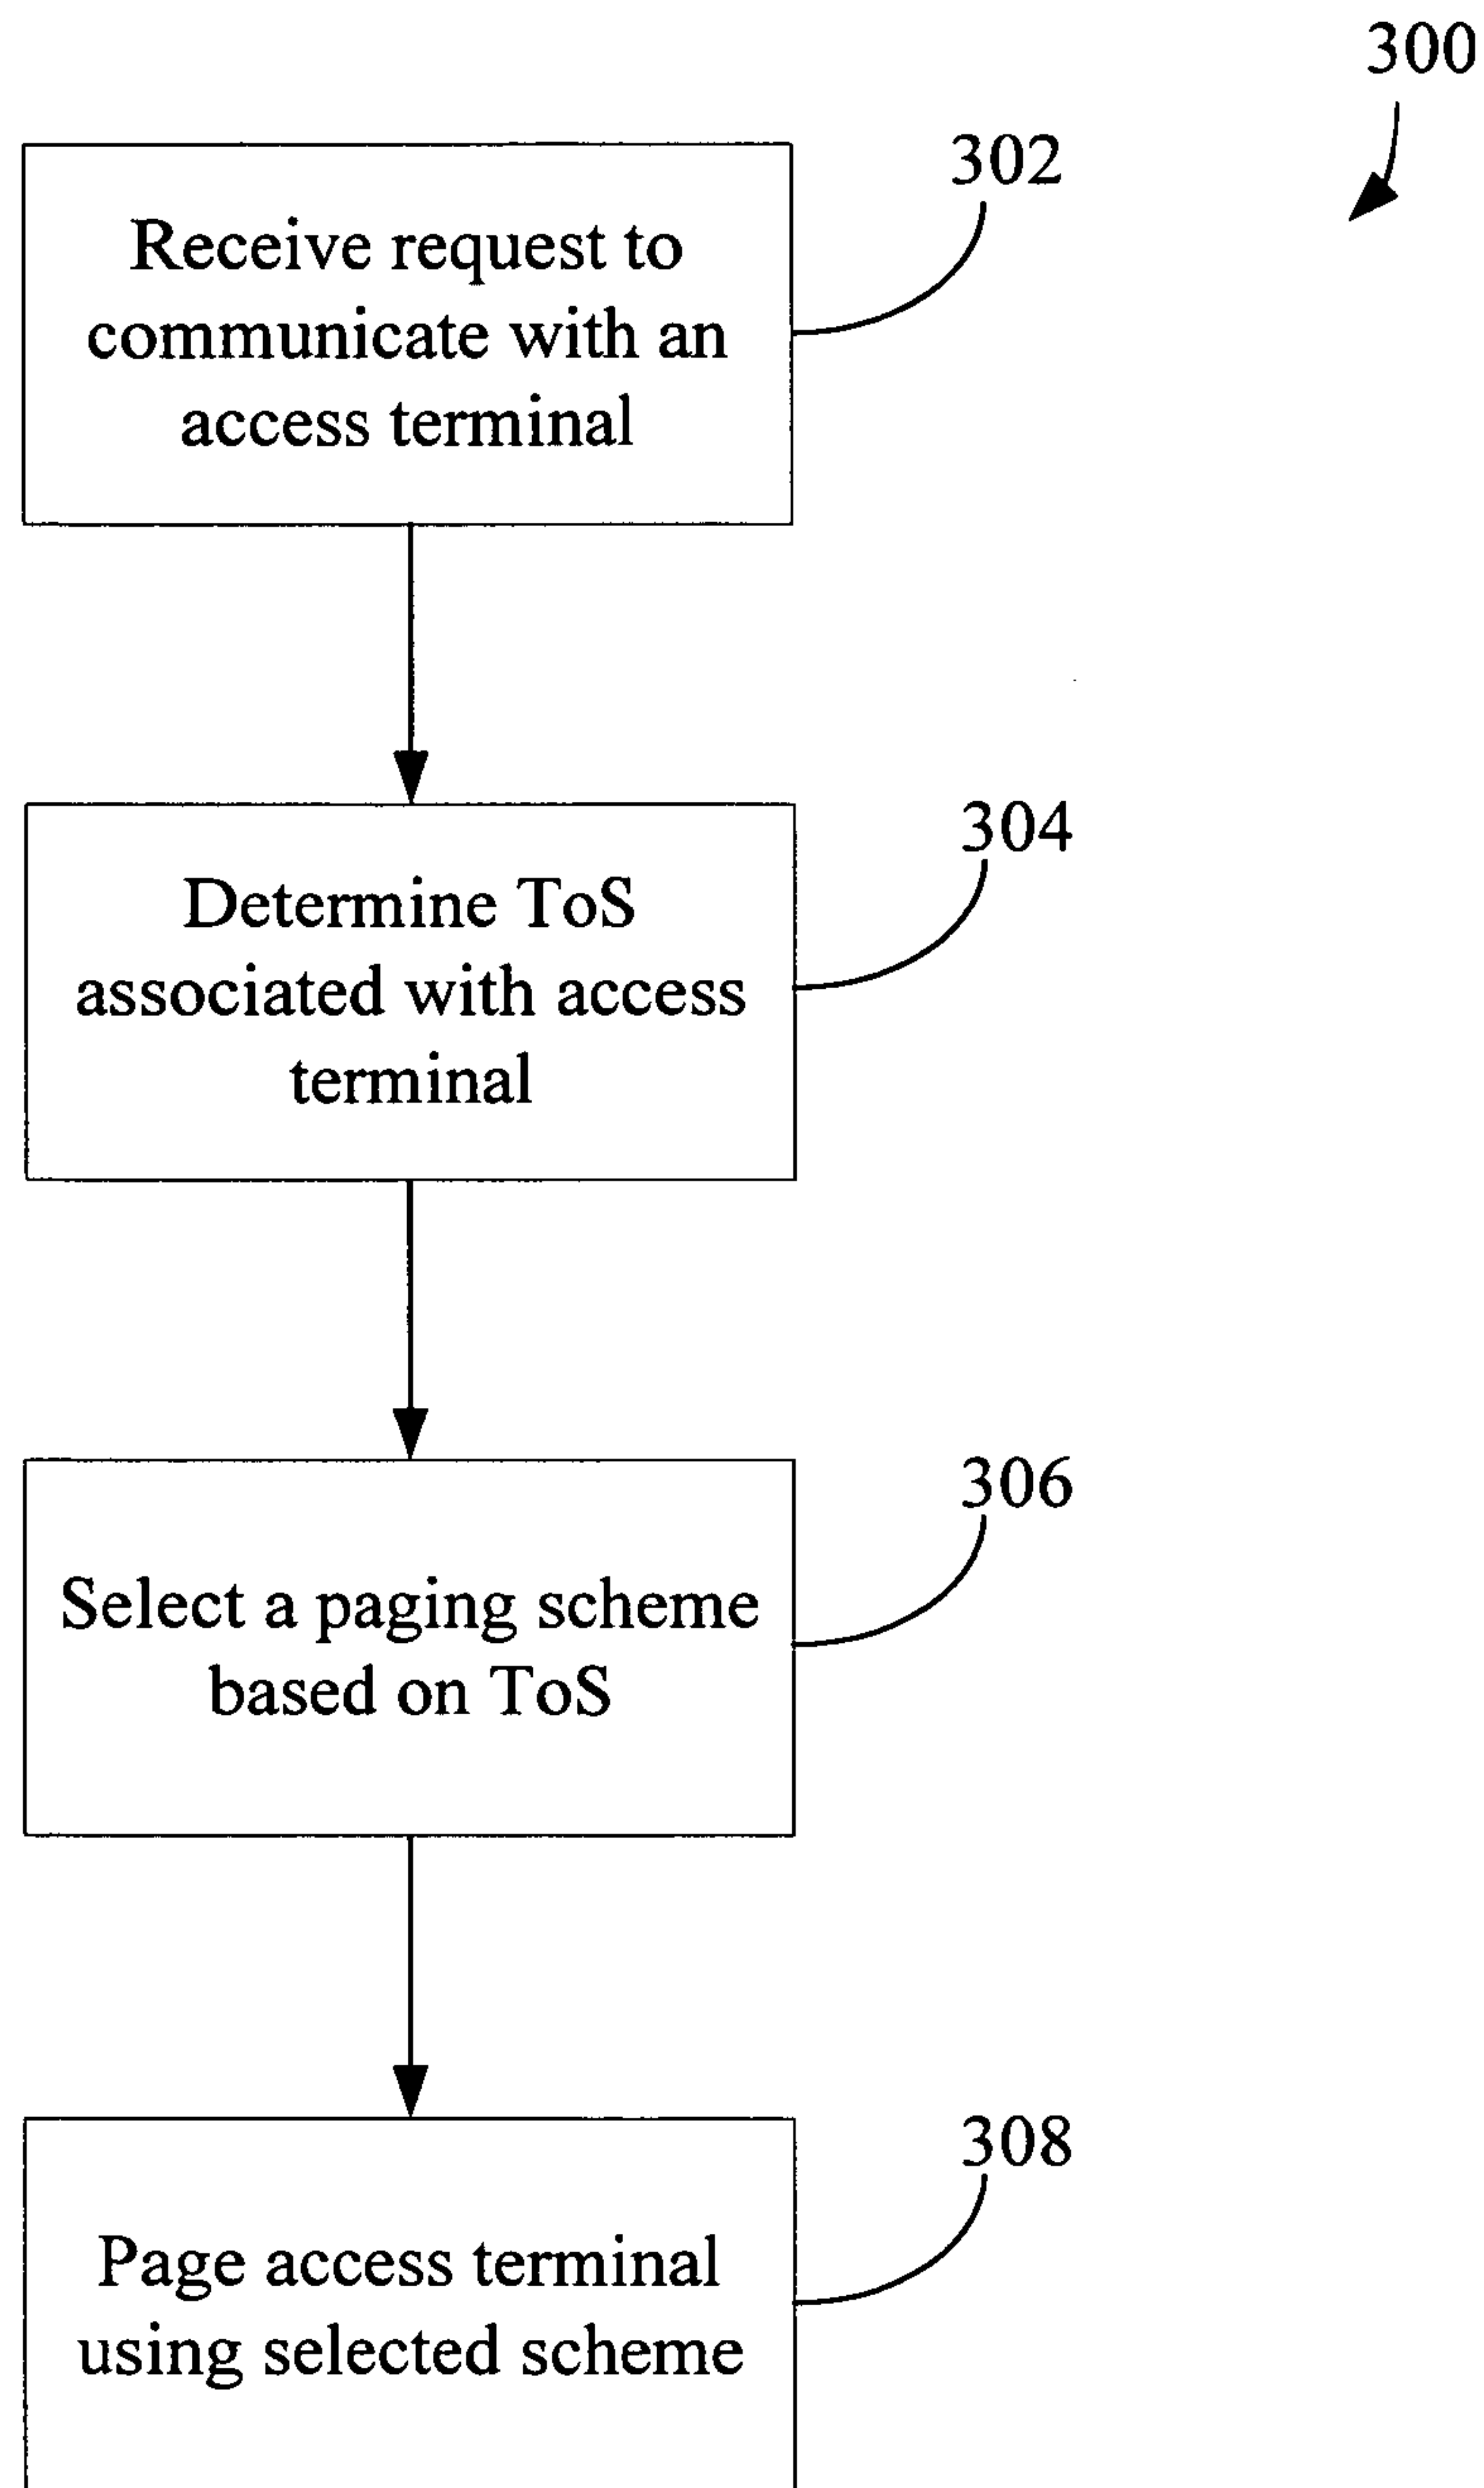 300
302
Receive request to
communicate with an
access terminal
304
Determine ToS
associated with access
terminal
306
Select a paging scheme
based on ToS
308
Page access terminal
using selected scheme